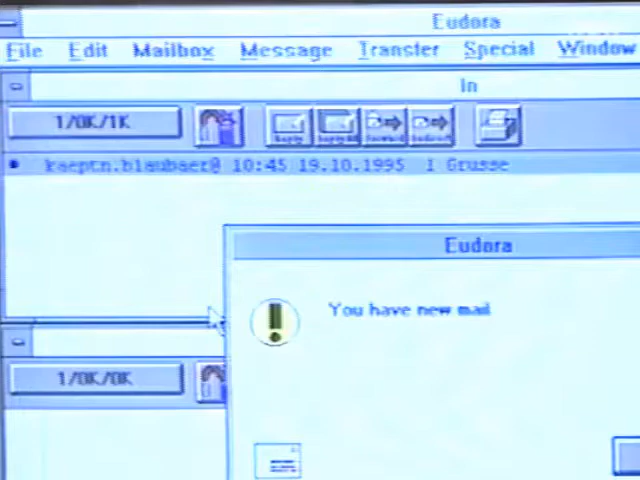 Eudora
File Edit Mailbox Message Transfer Special Window
In
1/0K/1K
kaeptn.blaubaer@ 10:45 19.10.1995 1 Grusse
Eudora
You have new mail
1/0K/0K